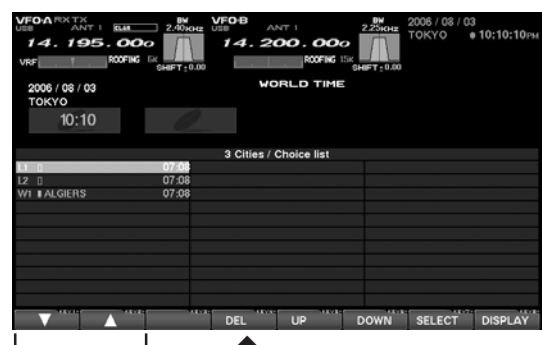 VFO-A RX TX BW VFO-B BW 2006 / 08 / 03
USB ANT 1 CLAR 2.40KHZ USB ANT 1 2.25KHZ TOKYO 10:10:10PM
14. 195. 000 14. 200. 000
VRF ROOFING 6K SHIFT ± 0.00 ROOFING 15K SHIFT ± 0.00
2006 / 08 / 03 WORLD TIME
TOKYO
10:10
3 Cities / Choice list
L1 07:08
L2 07:08
W1 ALGIERS 07:08
▼ ▲ DEL UP DOWN SELECT DISPLAY